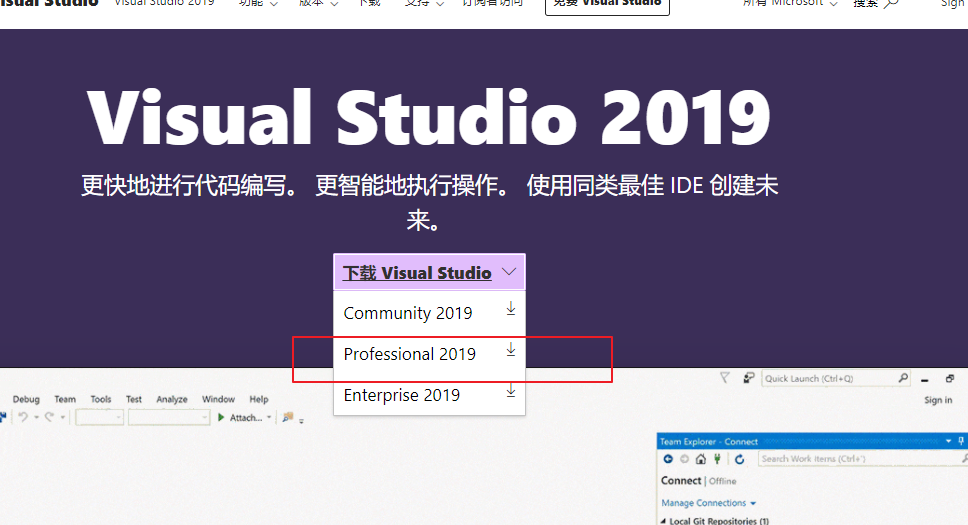 Visual Studio Visual Studio 2019 功能 版本 下载 支持 订阅者访问 免费 Visual Studio 所有 Microsoft 搜索 Sign
Visual Studio 2019
更快地进行代码编写。 更智能地执行操作。 使用同类最佳 IDE 创建未
来。
下载 Visual Studio
Community 2019
Professional 2019
Enterprise 2019
Quick Launch (Ctrl+Q)
Debug Team Tools Test Analyze Window Help
Sign in
Attach...
Team Explorer - Connect
Search Work Items (Ctrl+')
Connect | Offline
Manage Connections
Local Git Repositories (1)